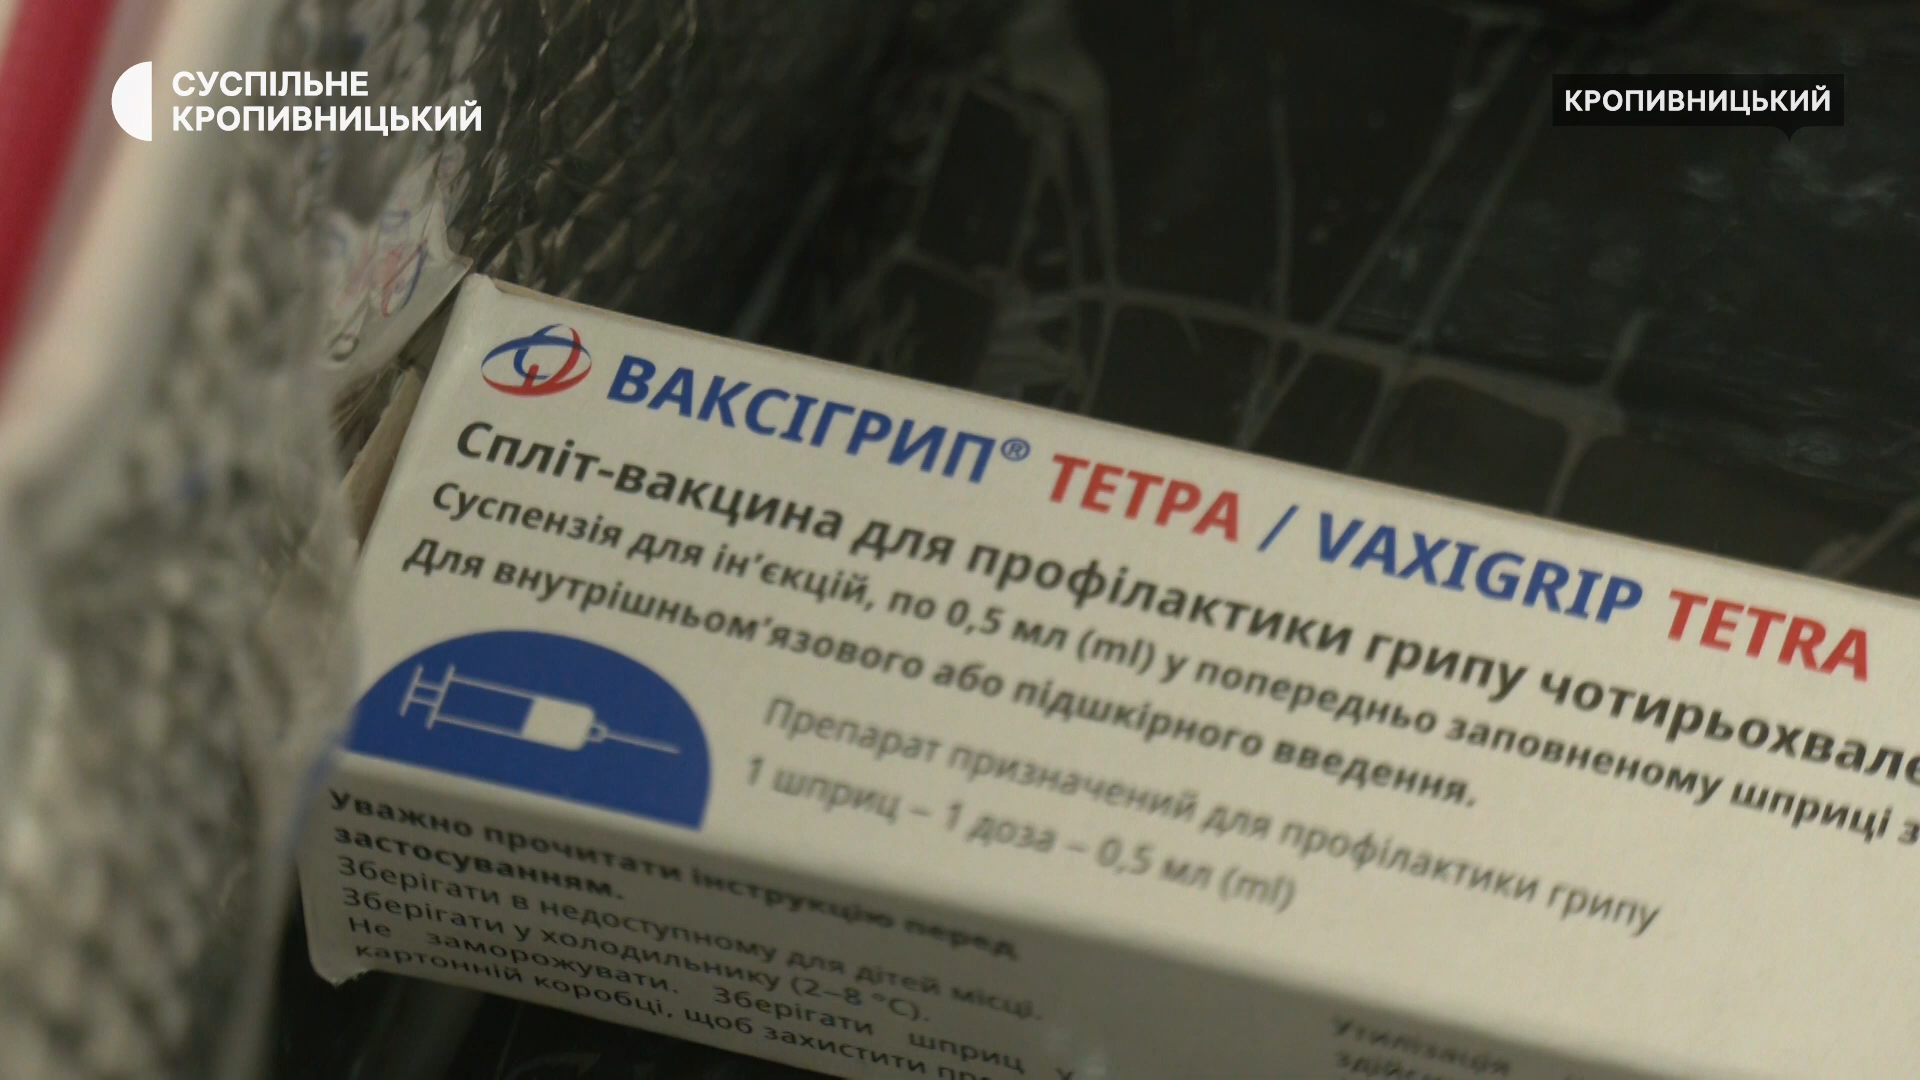 СУСПІЛЬНЕ
КРОПИВНИЦЬКИЙ
КРОПИВНИЦЬКИЙ
ВАКСІГРИП® ТЕТРА / VAXIGRIP TETRA
Спліт-вакцина для профілактики грипу чотирьохвале
Суспензія для ін’єкцій, по 0,5 мл (ml) у попередньо заповненому шприці з
Для внутрішньом’язового або підшкірного введення.
Препарат призначений для профілактики грипу
1 шприц – 1 доза – 0,5 мл (ml)
Уважно прочитати інструкцію перед
застосуванням.
Зберігати в недоступному для дітей місці.
Зберігати у холодильнику (2–8 °C).
Не заморожувати. Зберігати шприц у
картонній коробці, щоб захистити
Утилізація